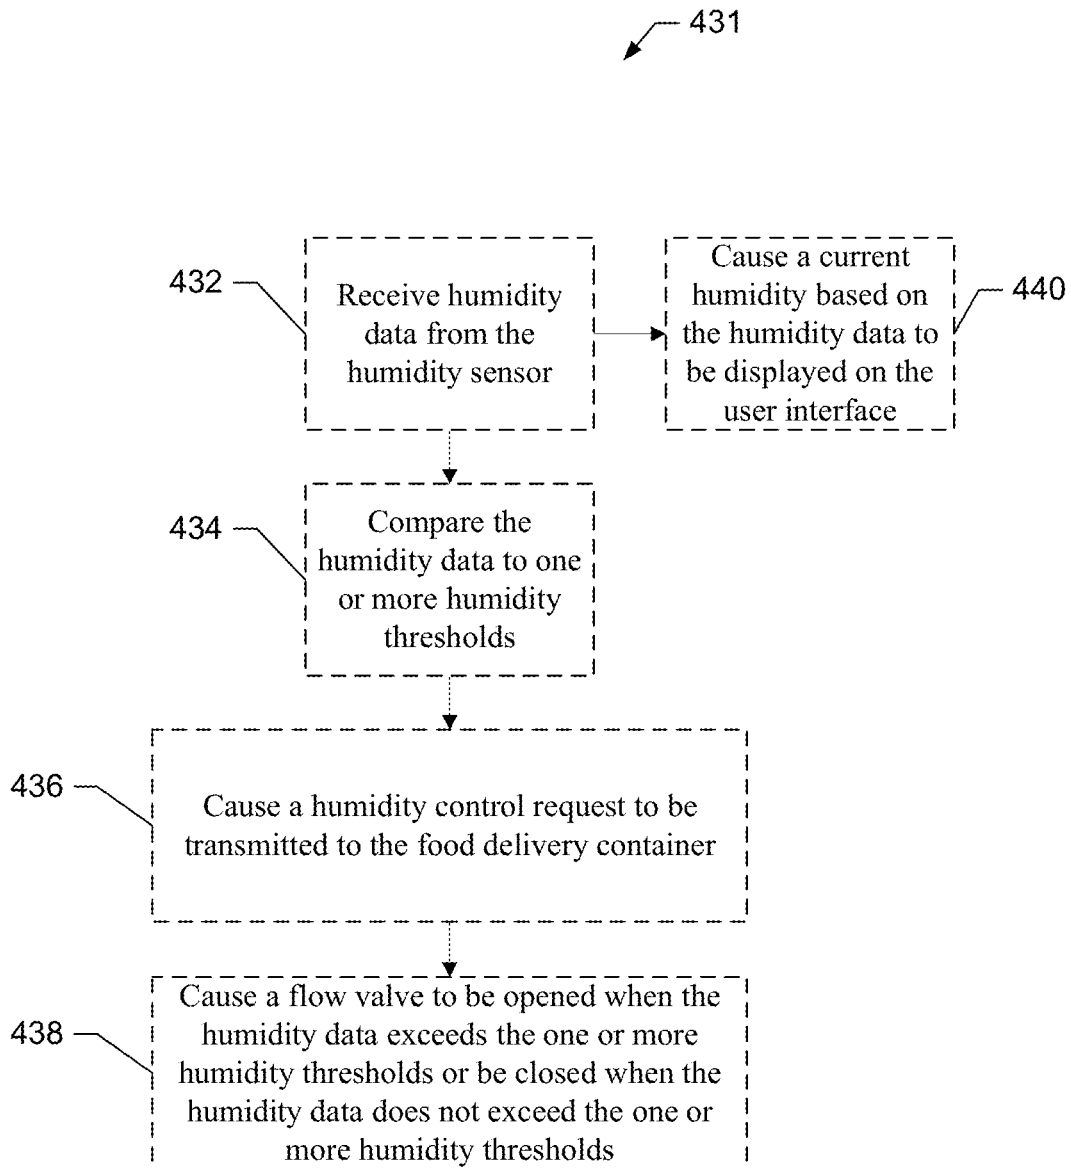 431
432
Receive humidity
data from the
humidity sensor
Cause a current
humidity based on
the humidity data to
be displayed on the
user interface
440
434
Compare the
humidity data to one
or more humidity
thresholds
436
Cause a humidity control request to be
transmitted to the food delivery container
438
Cause a flow valve to be opened when the
humidity data exceeds the one or more
humidity thresholds or be closed when the
humidity data does not exceed the one or
more humidity thresholds